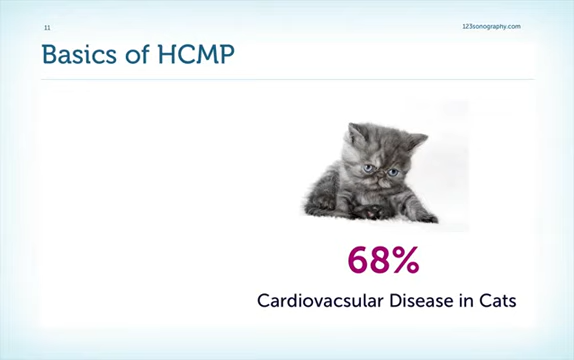 11
123sonography.com
Basics of HCMP
68%
Cardiovacsular Disease in Cats